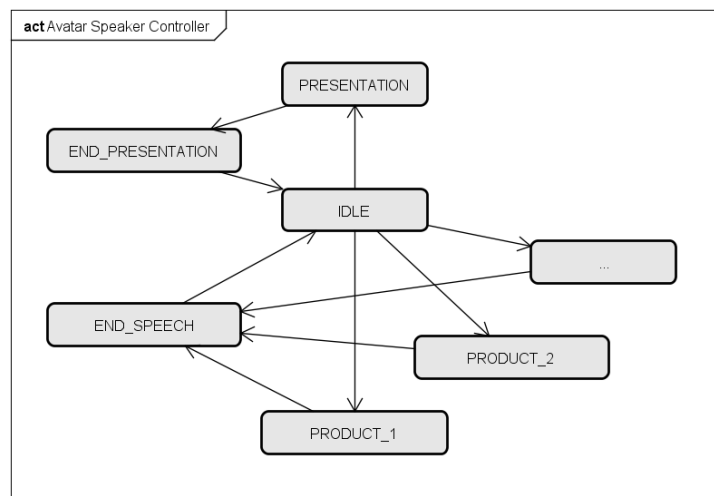 act Avatar Speaker Controller
PRESENTATION
END_PRESENTATION
IDLE
...
END_SPEECH
PRODUCT_2
PRODUCT_1